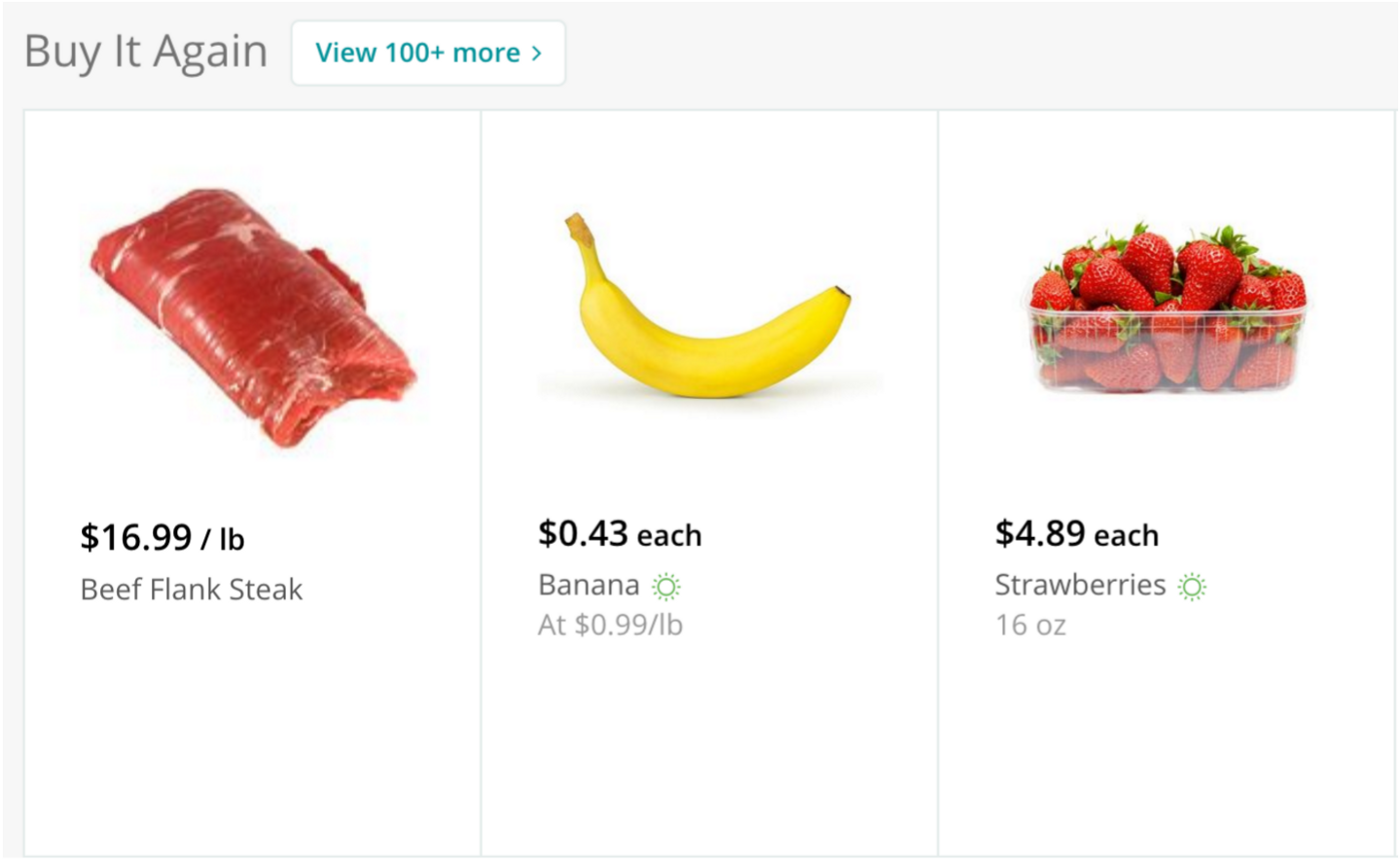 Buy It Again
View 100+ more >
$16.99 / lb
Beef Flank Steak
$0.43 each
Banana
At $0.99/lb
$4.89 each
Strawberries
16 oz